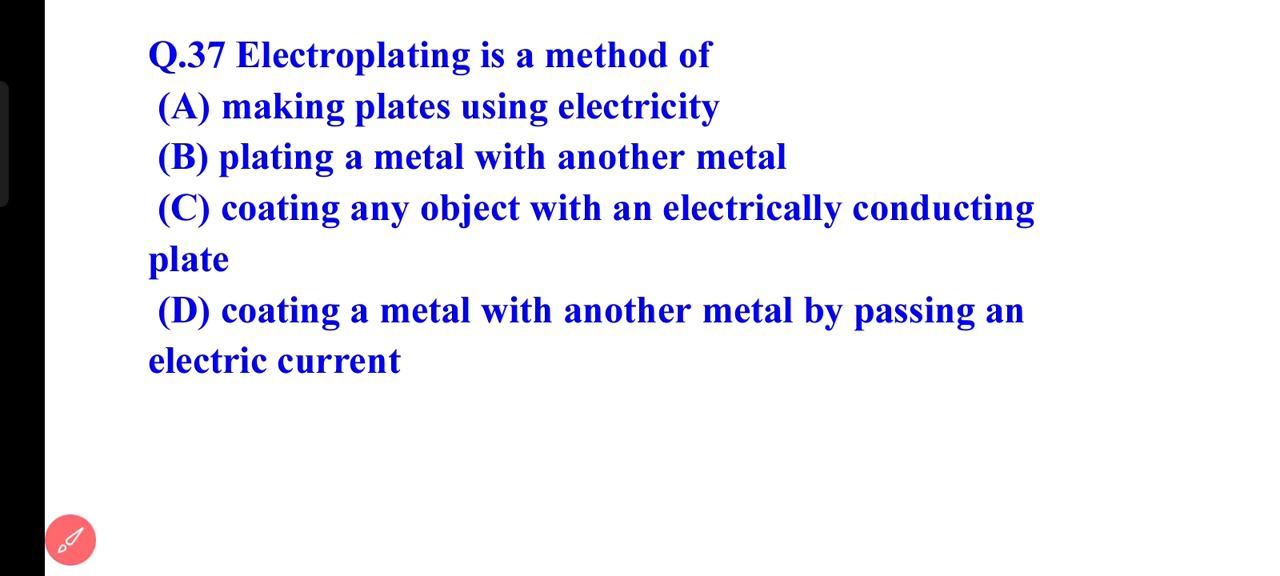 Q.37 Electroplating is a method of
(A) making plates using electricity
(B) plating a metal with another metal
(C) coating any object with an electrically conducting
plate
(D) coating a metal with another metal by passing an
electric current